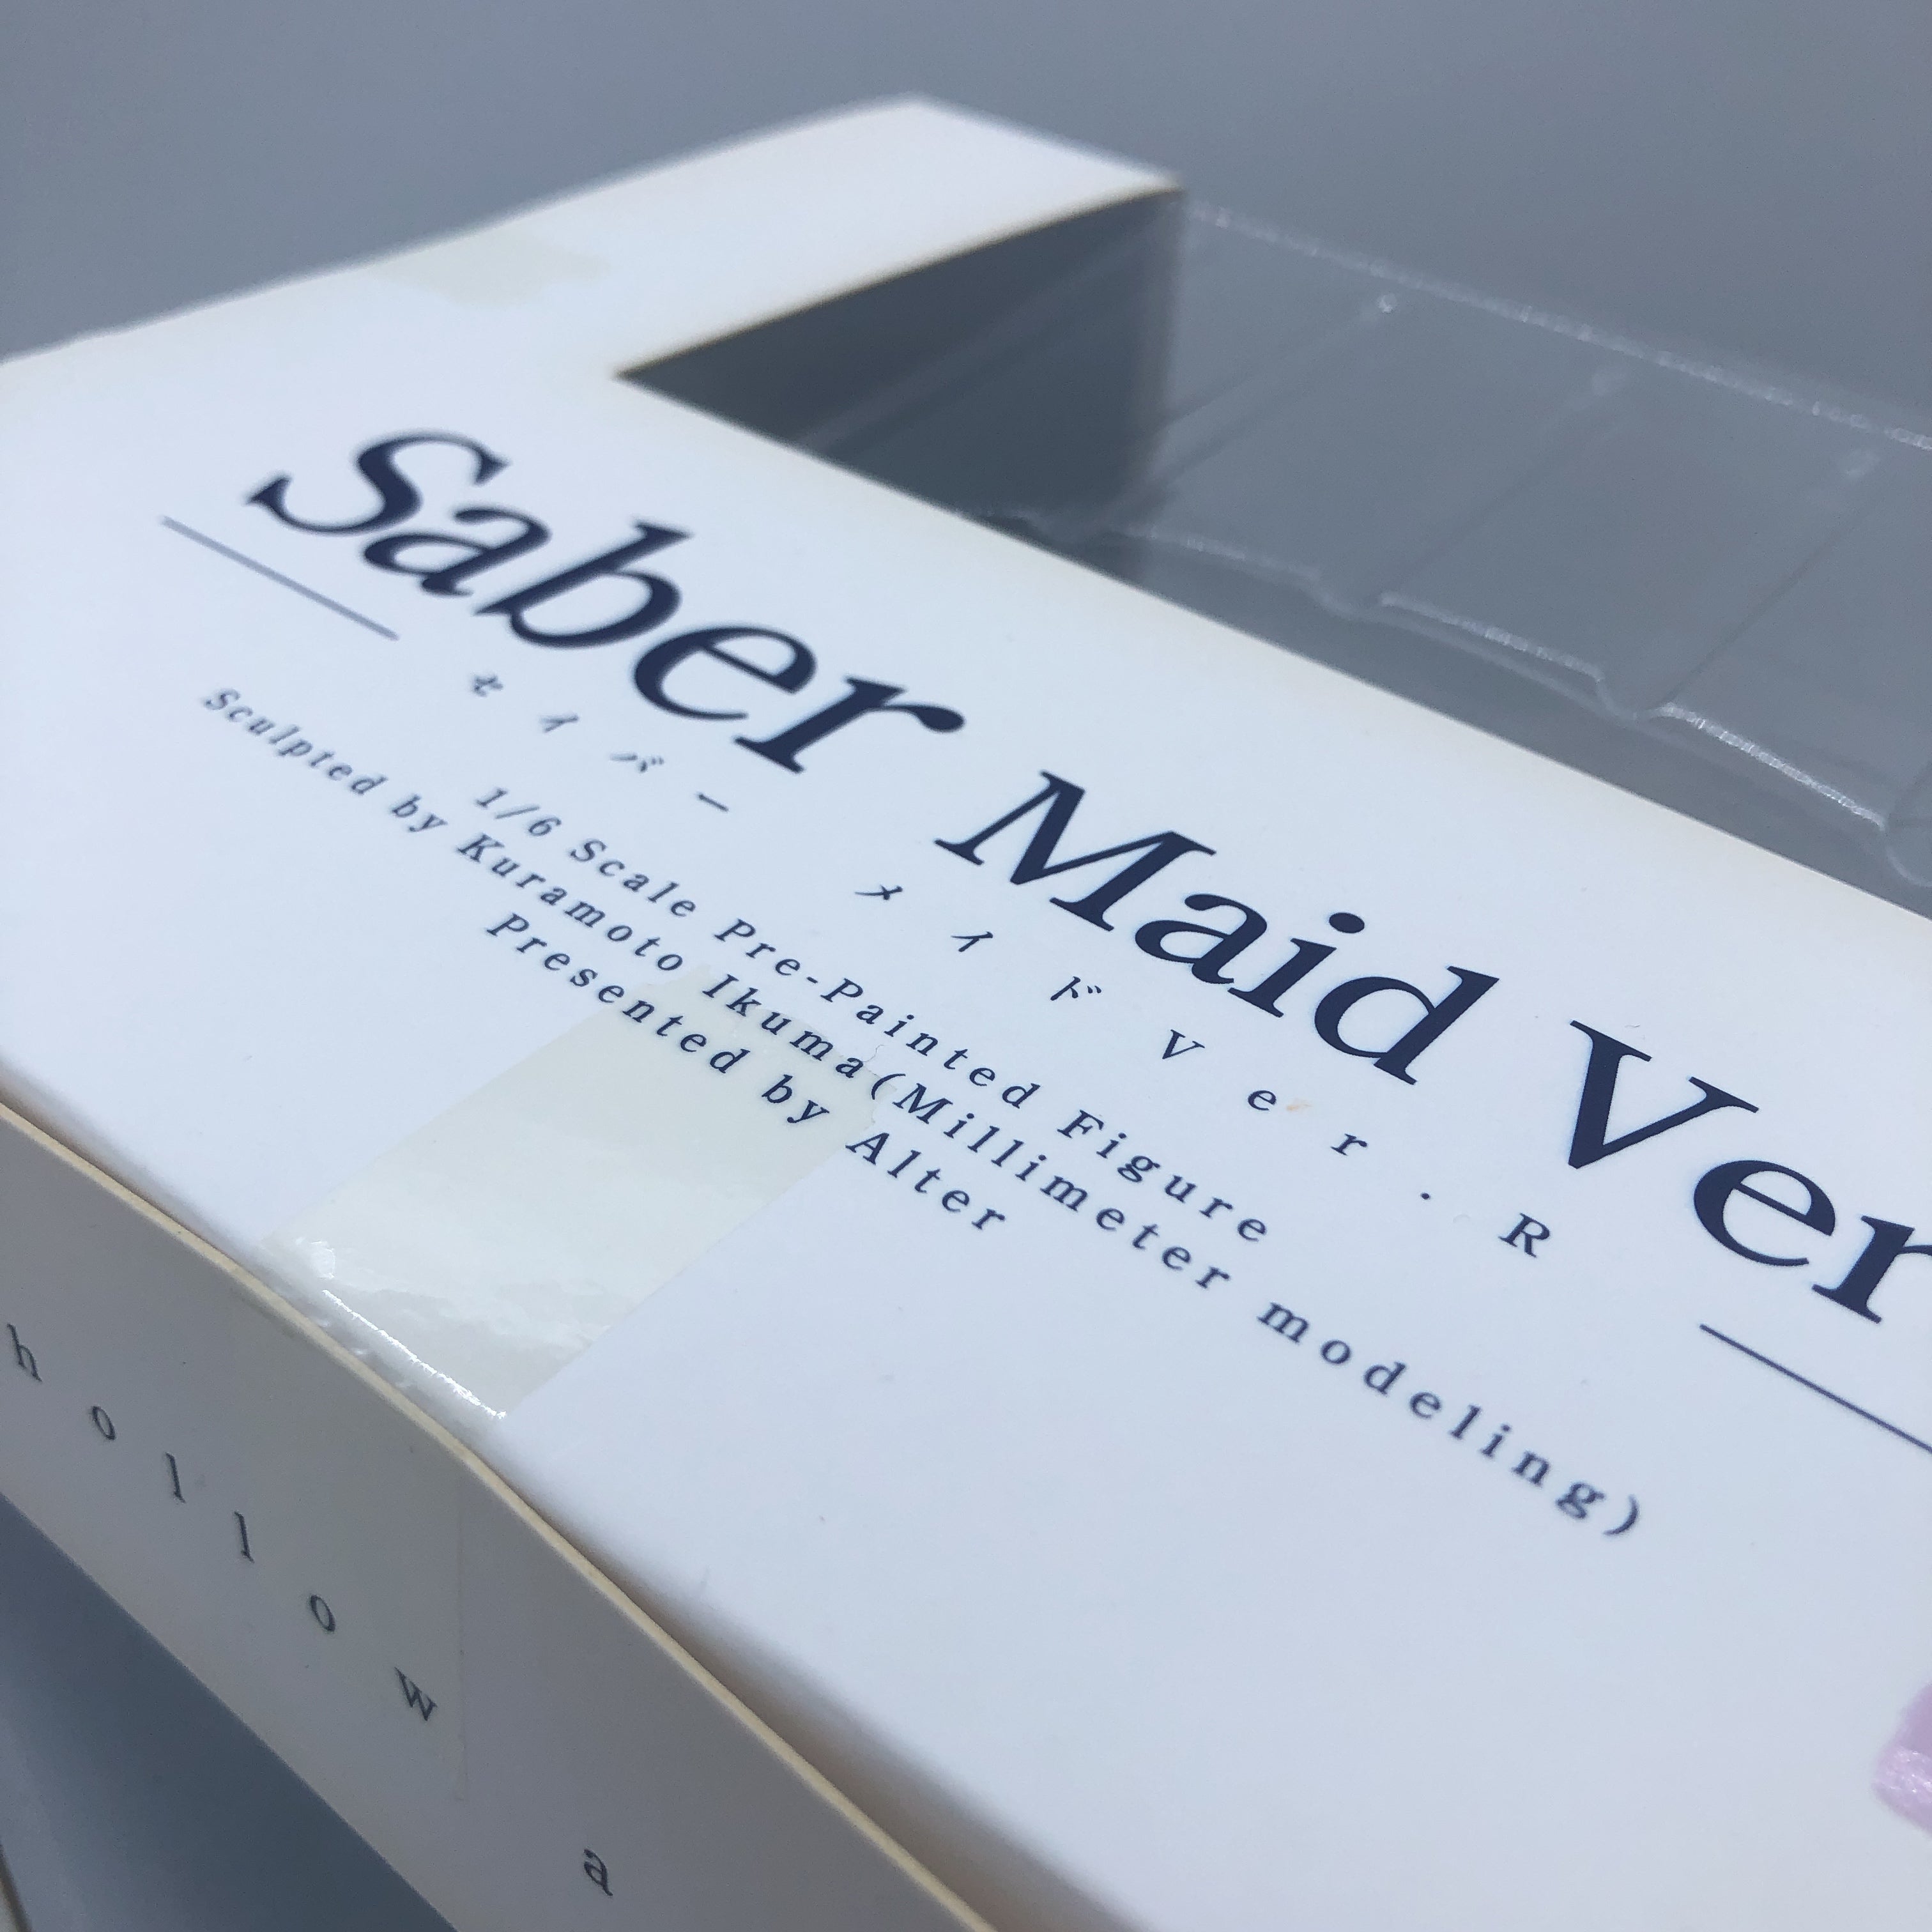 Saber Maid Ver
セイバー メイドVer.R
1/6 Scale Pre-Painted Figure
Sculpted by Kuramoto Ikuma(Millimeter modeling)
Presented by Alter
hollow a